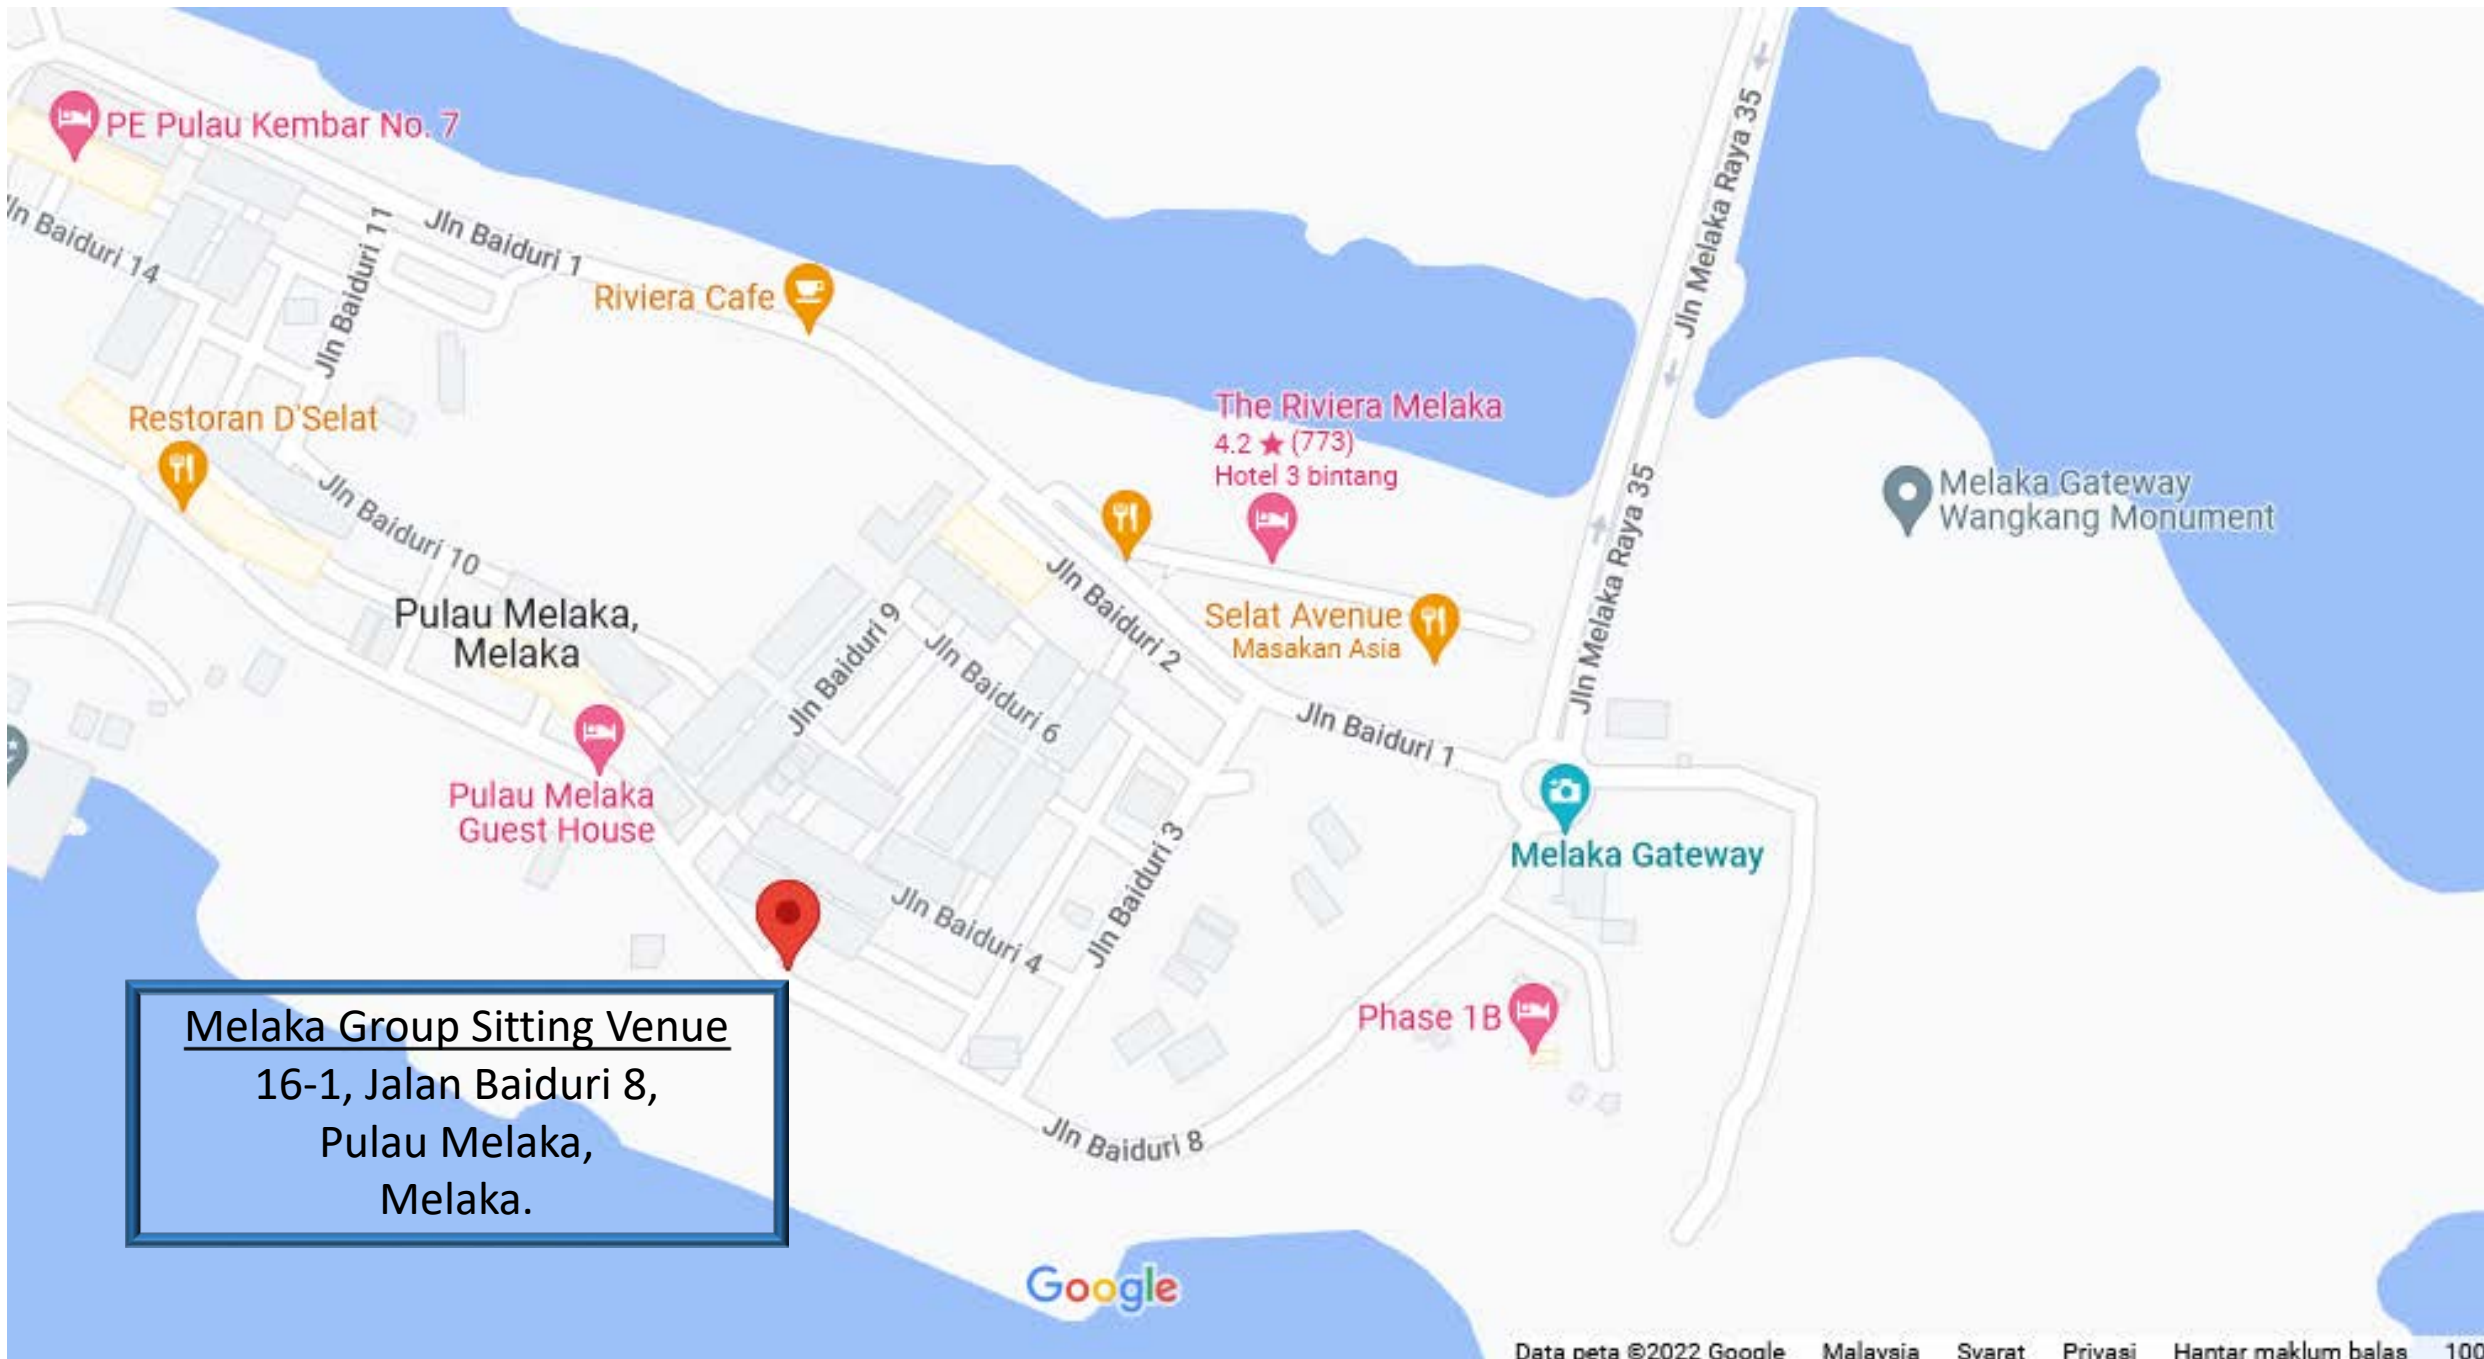 PE Pulau Kembar No. 7
Jln Melaka Raya 35
Jln Baiduri 14
Jln Baiduri 11
Jln Baiduri 1
Riviera Cafe
The Riviera Melaka
4.2 ★ (773)
Hotel 3 bintang
Restoran D'Selat
Jln Baiduri 10
Jln Melaka Raya 35
Melaka Gateway
Wangkang Monument
Pulau Melaka,
Melaka
Jln Baiduri 9
Jln Baiduri 6
Jln Baiduri 2
Selat Avenue
Masakan Asia
Jln Baiduri 1
Pulau Melaka
Guest House
Jln Baiduri 3
Melaka Gateway
Jln Baiduri 4
Phase 1B
Jln Baiduri 8
Melaka Group Sitting Venue
16-1, Jalan Baiduri 8,
Pulau Melaka,
Melaka.
Google
Data peta ©2022 Google Malaysia Syarat Privasi Hantar maklum balas 100